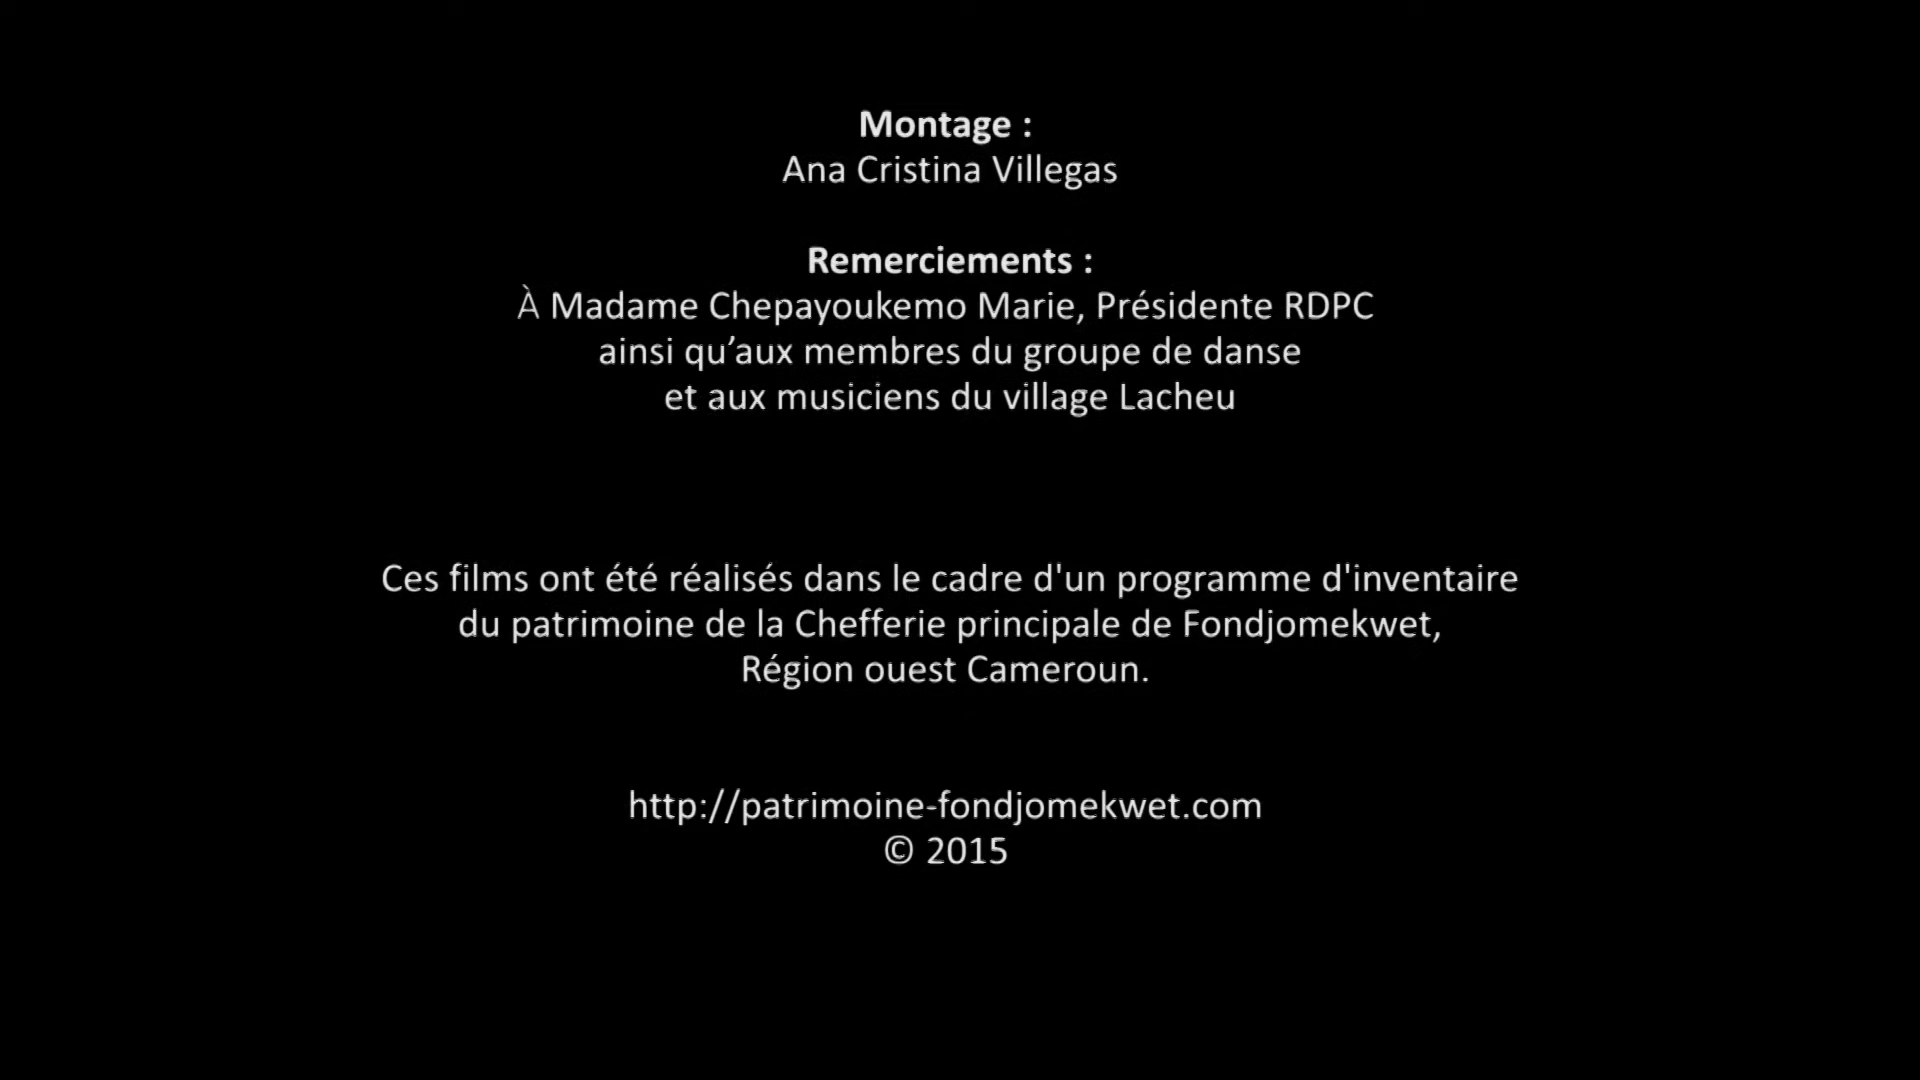 Montage :
Ana Cristina Villegas
Remerciements :
À Madame Chepayoukemo Marie, Présidente RDPC
ainsi qu’aux membres du groupe de danse
et aux musiciens du village Lacheu
Ces films ont été réalisés dans le cadre d'un programme d'inventaire
du patrimoine de la Chefferie principale de Fondjomekwet,
Région ouest Cameroun.
http://patrimoine-fondjomekwet.com
© 2015